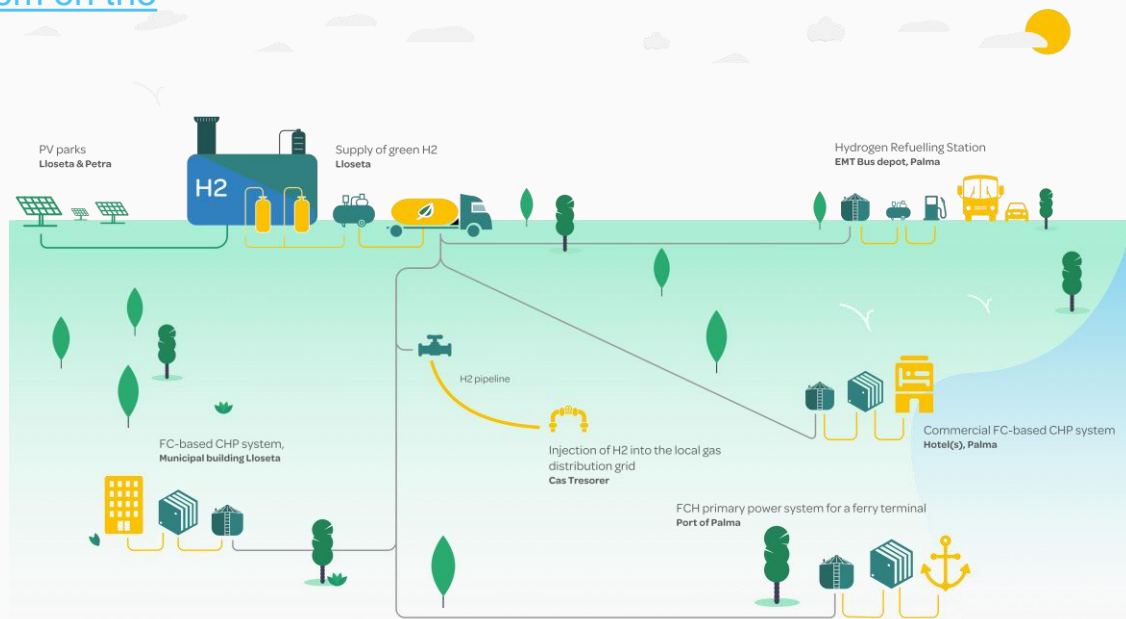 PV parks
Lloseta & Petra
H2
Supply of green H2
Lloseta
Hydrogen Refuelling Station
EMT Bus depot, Palma
H2 pipeline
Injection of H2 into the local gas
distribution grid
Cas Tresorer
Commercial FC-based CHP system
Hotel(s), Palma
FC-based CHP system,
Municipal building Lloseta
FCH primary power system for a ferry terminal
Port of Palma